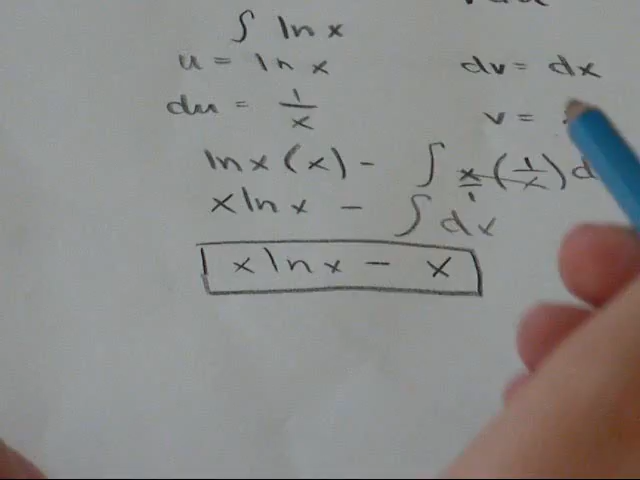 ∫ ln x
u = ln x dv = dx
du = 1/x v =
ln x (x) - ∫ x/1 (1/x) d
x ln x - ∫ dx
x ln x - x